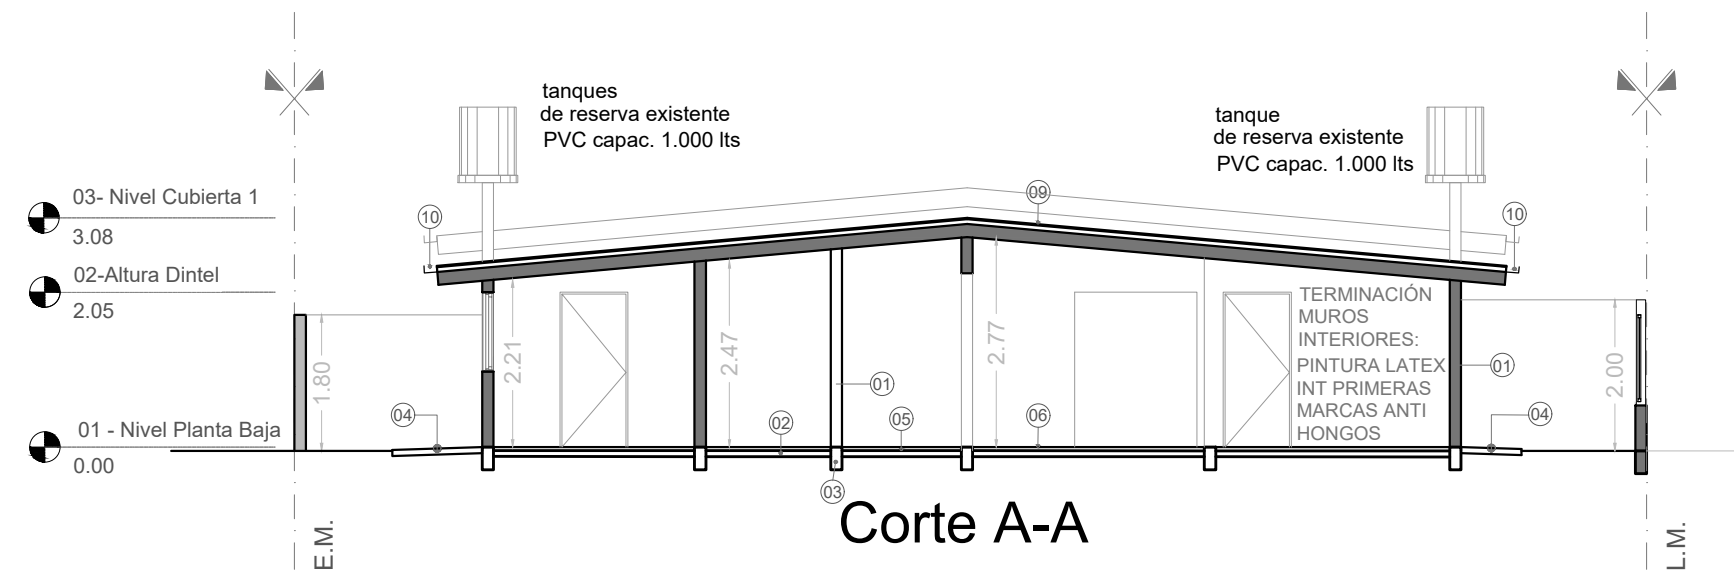 tanques
de reserva existente
PVC capac. 1.000 lts
tanque
de reserva existente
PVC capac. 1.000 lts
03- Nivel Cubierta 1
3.08
02-Altura Dintel
2.05
01 - Nivel Planta Baja
0.00
10
09
10
1.80
2.21
2.47
2.77
2.00
TERMINACIÓN
MUROS
INTERIORES:
PINTURA LATEX
INT PRIMERAS
MARCAS ANTI
HONGOS
01
01
04
02
05
06
04
03
Corte A-A
E.M.
L.M.